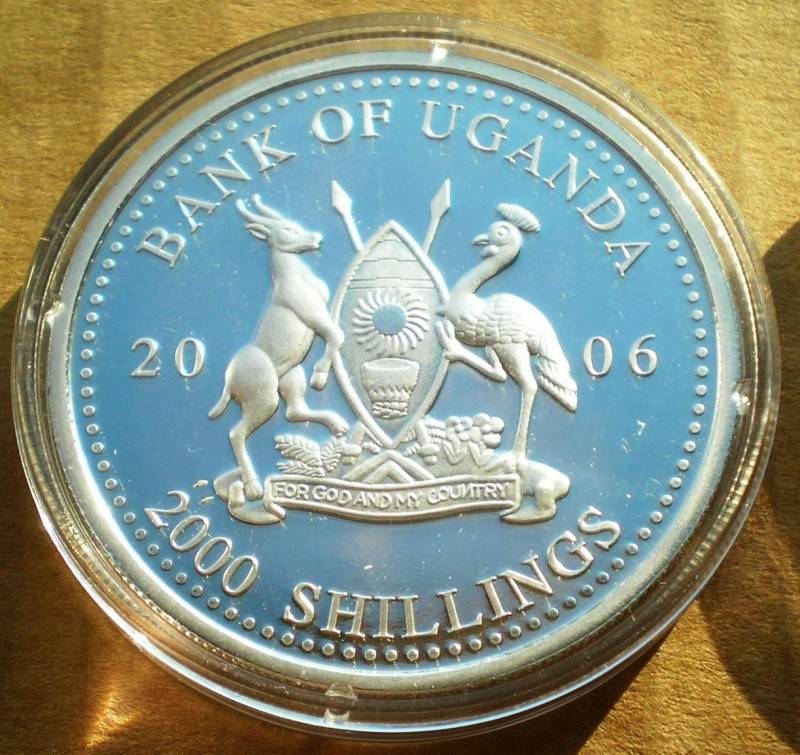 BANK OF UGANDA
20 06
FOR GOD AND MY COUNTRY
2000 SHILLINGS